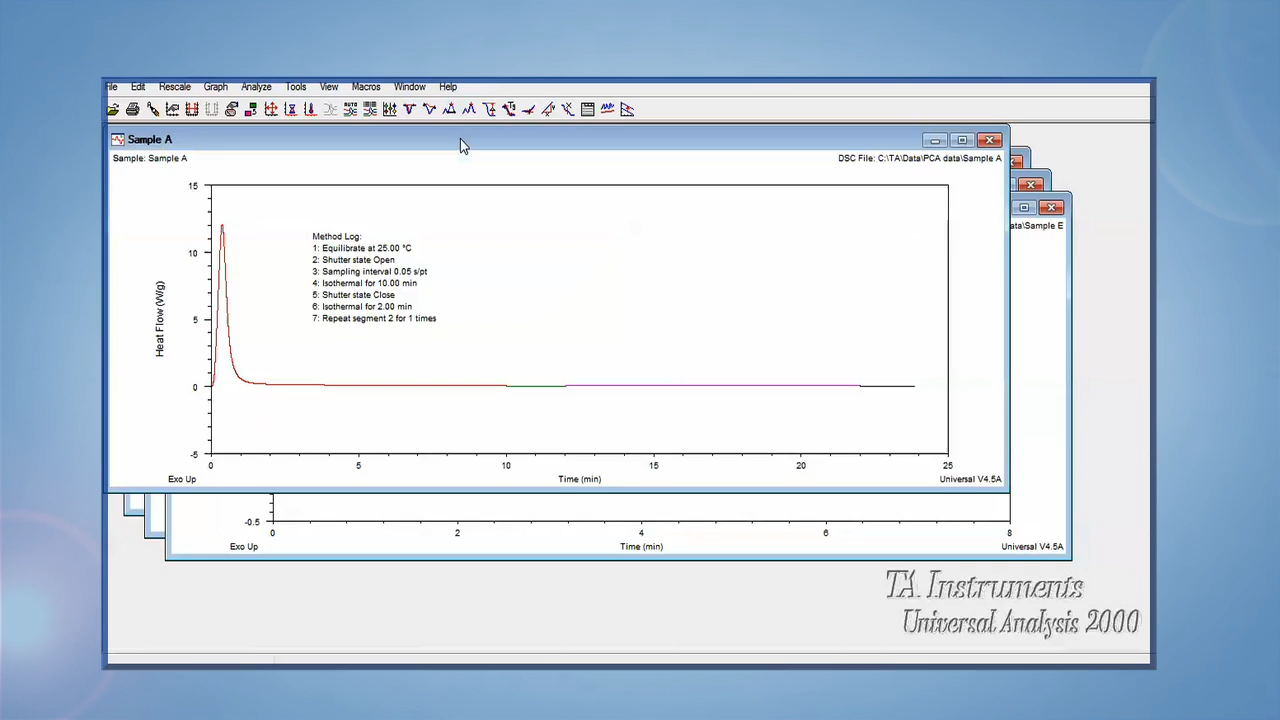 File Edit Rescale Graph Analyze Tools View Macros Window Help
Sample A
Sample: Sample A
DSC File: C:\TA\Data\PCA data\Sample A
15
10
5
0
-5
Heat Flow (W/g)
Method Log:
1: Equilibrate at 25.00 °C
2: Shutter state Open
3: Sampling interval 0.05 s/pt
4: Isothermal for 10.00 min
5: Shutter state Close
6: Isothermal for 2.00 min
7: Repeat segment 2 for 1 times
0 5 10 15 20 25
Exo Up
Time (min)
Universal V4.5A
data\Sample E
-0.5
0 2 4 6 8
Exo Up
Time (min)
Universal V4.5A
TA Instruments
Universal Analysis 2000